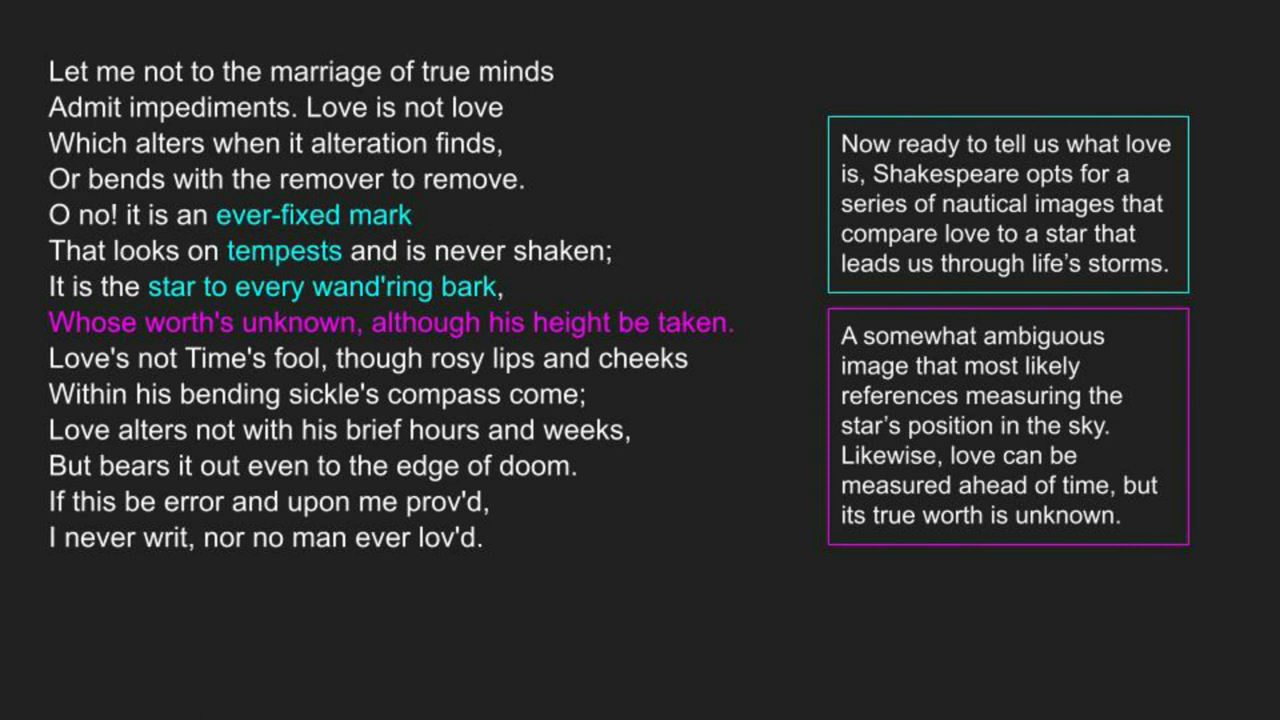 Let me not to the marriage of true minds
Admit impediments. Love is not love
Which alters when it alteration finds,
Or bends with the remover to remove.
O no! it is an ever-fixed mark
That looks on tempests and is never shaken;
It is the star to every wand'ring bark,
Whose worth's unknown, although his height be taken.
Love's not Time's fool, though rosy lips and cheeks
Within his bending sickle's compass come;
Love alters not with his brief hours and weeks,
But bears it out even to the edge of doom.
If this be error and upon me prov'd,
I never writ, nor no man ever lov'd.
Now ready to tell us what love
is, Shakespeare opts for a
series of nautical images that
compare love to a star that
leads us through life’s storms.
A somewhat ambiguous
image that most likely
references measuring the
star’s position in the sky.
Likewise, love can be
measured ahead of time, but
its true worth is unknown.